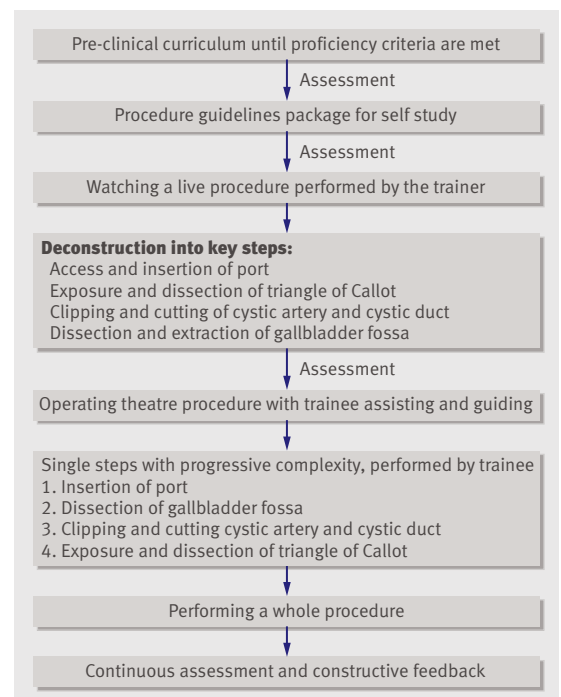 Pre-clinical curriculum until proficiency criteria are met
Assessment
Procedure guidelines package for self study
Assessment
Watching a live procedure performed by the trainer
Deconstruction into key steps:
Access and insertion of port
Exposure and dissection of triangle of Callot
Clipping and cutting of cystic artery and cystic duct
Dissection and extraction of gallbladder fossa
Assessment
Operating theatre procedure with trainee assisting and guiding
Single steps with progressive complexity, performed by trainee
1. Insertion of port
2. Dissection of gallbladder fossa
3. Clipping and cutting cystic artery and cystic duct
4. Exposure and dissection of triangle of Callot
Performing a whole procedure
Continuous assessment and constructive feedback